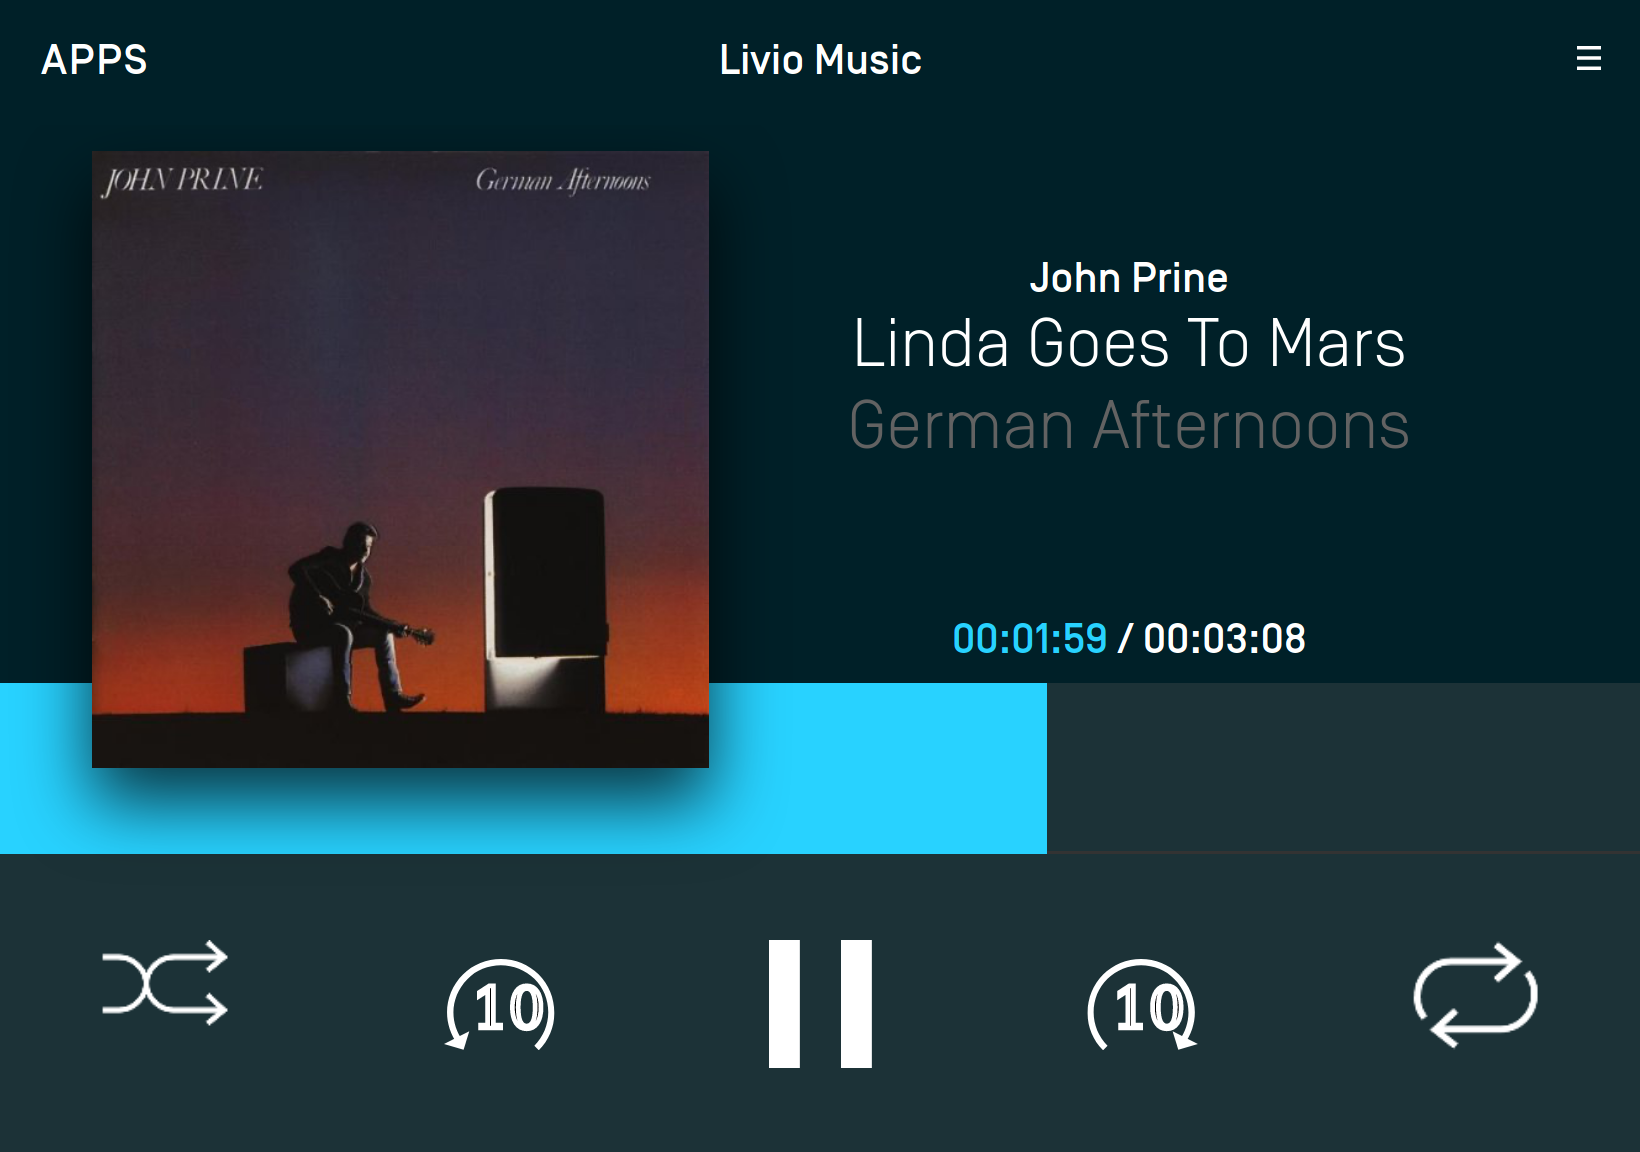 APPS
Livio Music
JOHN PRINE
German Afternoons
John Prine
Linda Goes To Mars
German Afternoons
00:01:59 / 00:03:08
10
10